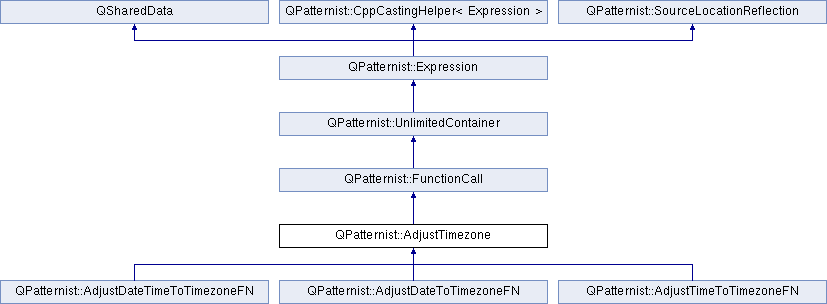 QSharedData
QPatternist::CppCastingHelper< Expression >
QPatternist::SourceLocationReflection
QPatternist::Expression
QPatternist::UnlimitedContainer
QPatternist::FunctionCall
QPatternist::AdjustTimezone
QPatternist::AdjustDateTimeToTimezoneFN
QPatternist::AdjustDateToTimezoneFN
QPatternist::AdjustTimeToTimezoneFN